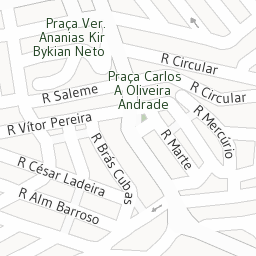 Praça Ver.
Ananias Kir
Bykian Neto
R Circular
Praça Carlos
A Oliveira
Andrade
R Saleme
R Circular
R Vítor Pereira
R Mercúrio
R Marte
R Brás Cubas
R César Ladeira
R Alm Barroso